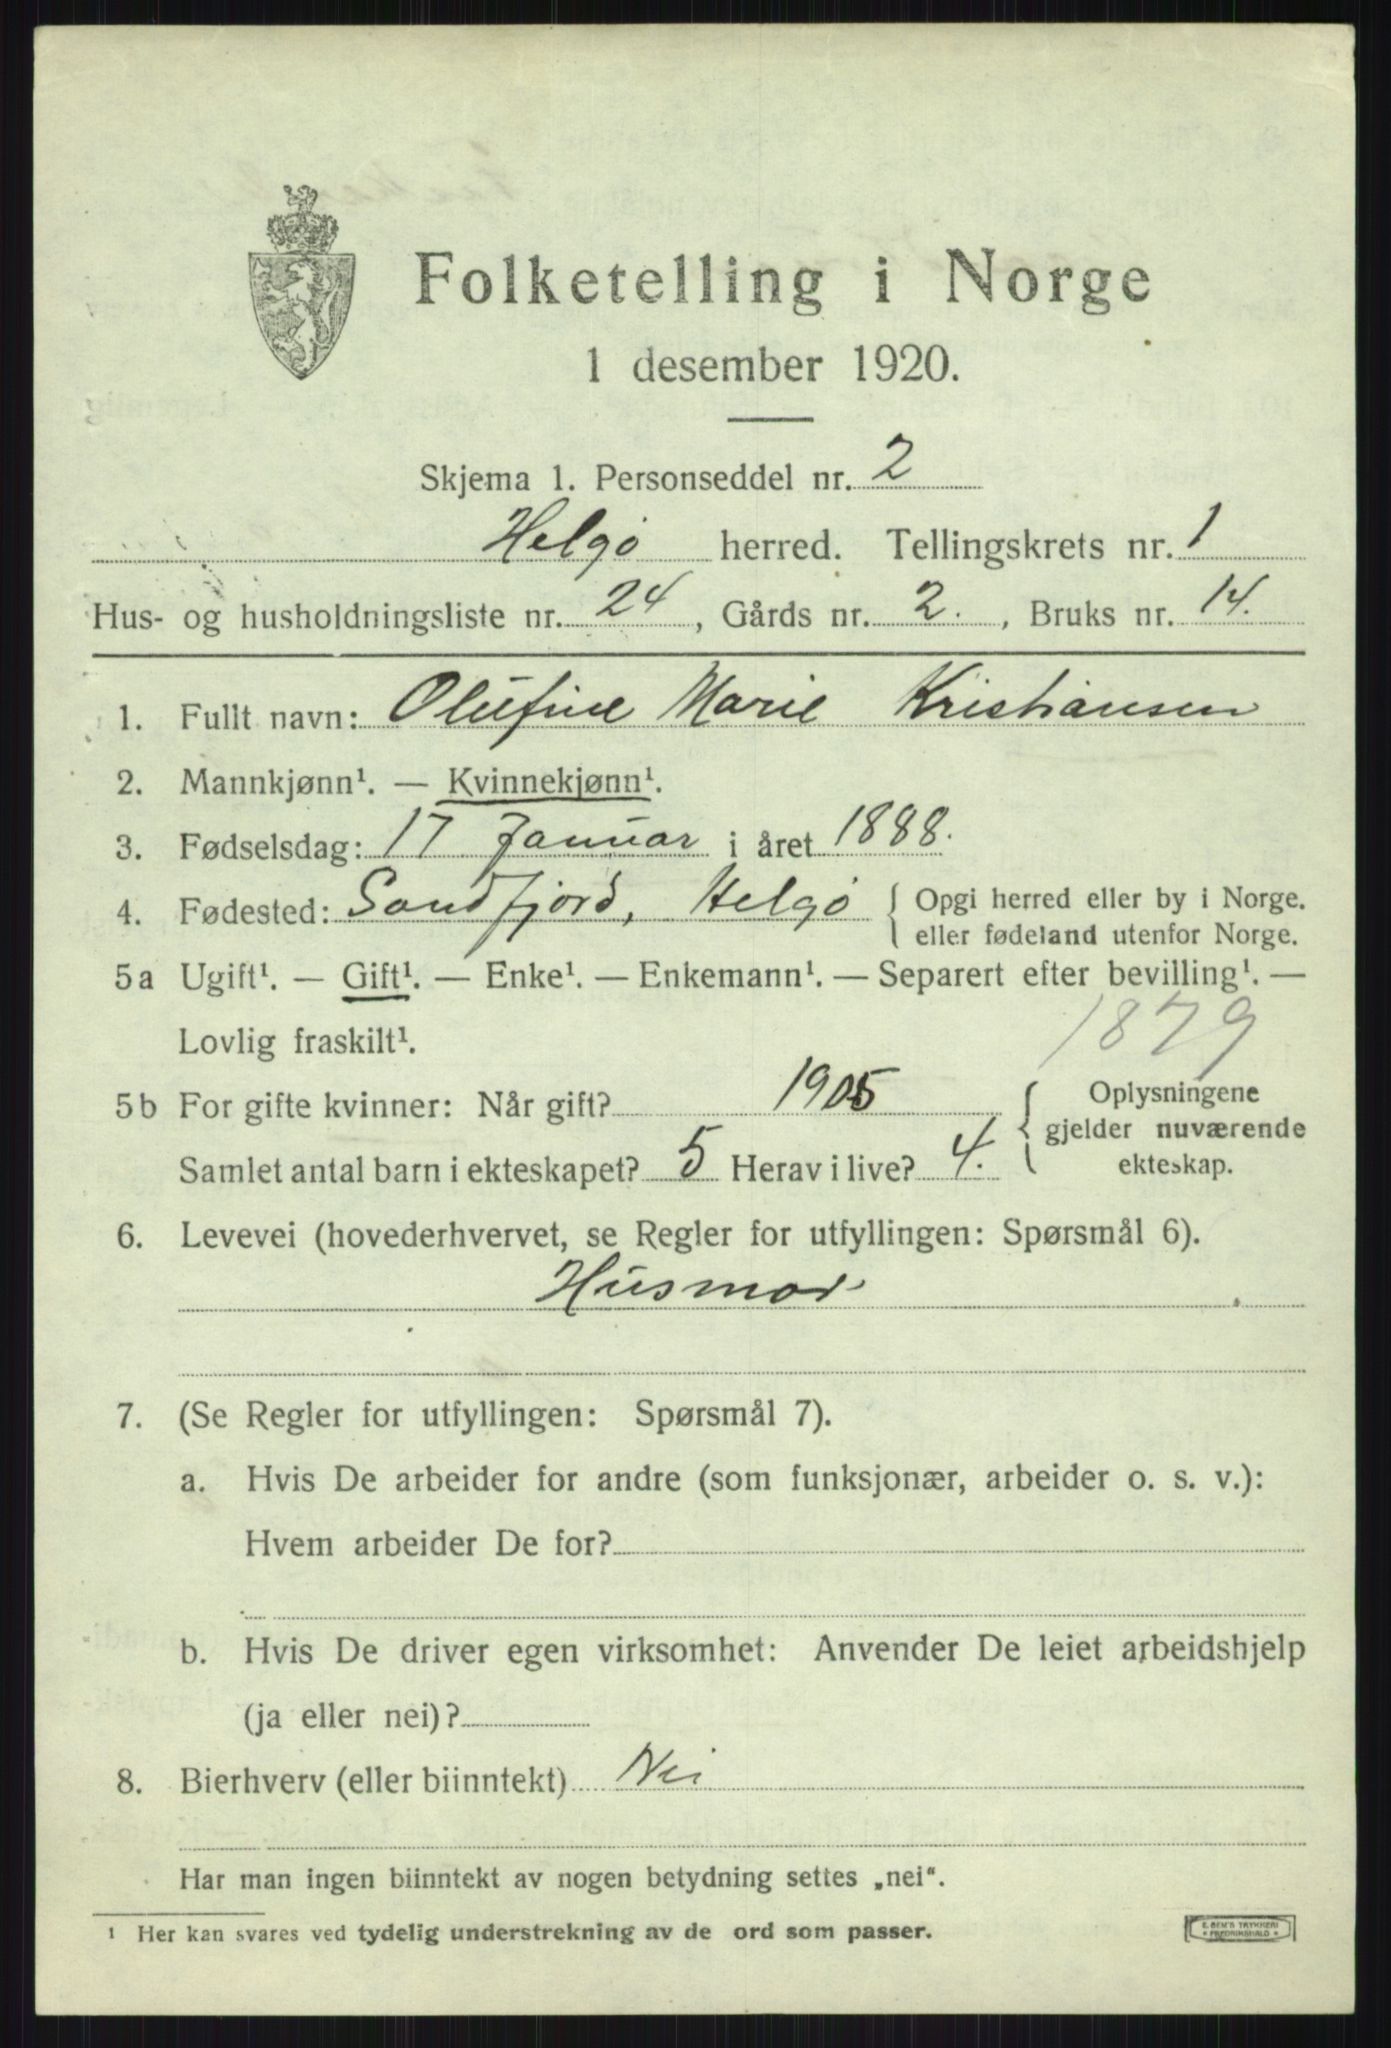 Folketelling i Norge
1 desember 1920.
Skjema 1. Personseddel nr. 2
Helgö herred. Tellingskrets nr. 1
Hus- og husholdningsliste nr. 24, Gårds nr. 2., Bruks nr. 14.
1. Fullt navn: Olufine Marie Kristiansen
2. Mannkjønn¹. — Kvinnekjønn¹.
3. Fødselsdag: 17 Januar i året 1888.
4. Fødested: Sandfjord, Helgö { Opgi herred eller by i Norge.
eller fødeland utenfor Norge.
5a Ugift¹. — Gift¹. — Enke¹. — Enkemann¹. — Separert efter bevilling¹. —
Lovlig fraskilt¹.
1879
5b For gifte kvinner: Når gift? 1905
Samlet antal barn i ekteskapet? 5 Herav i live? 4.
{ Oplysningene
gjelder nuværende
ekteskap.
6. Levevei (hovederhvervet, se Regler for utfyllingen: Spørsmål 6).
Husmor
7. (Se Regler for utfyllingen: Spørsmål 7).
a. Hvis De arbeider for andre (som funksjonær, arbeider o. s. v.):
Hvem arbeider De for?
b. Hvis De driver egen virksomhet: Anvender De leiet arbeidshjelp
(ja eller nei)?
8. Bierhverv (eller biinntekt) Nei
Har man ingen biinntekt av nogen betydning settes „nei“.
¹ Her kan svares ved tydelig understrekning av de ord som passer.
E. SEM'S TRYKKERI
* FREDRIKSHALD *